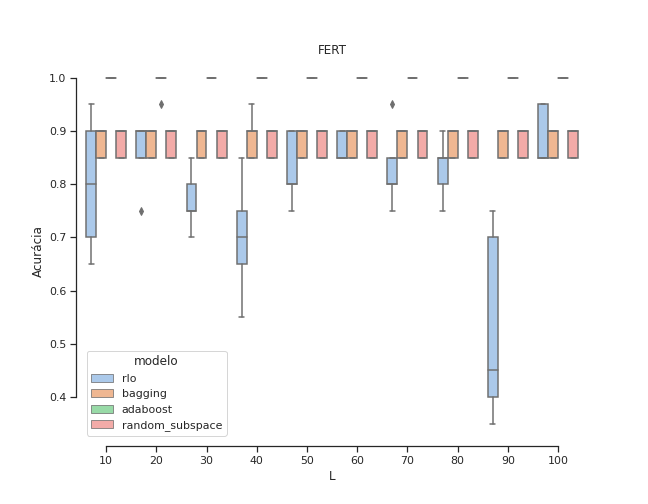 FERT
1.0
0.9
0.8
0.7
0.6
0.5
0.4
Acurácia
modelo
rlo
bagging
adaboost
random_subspace
10 20 30 40 50 60 70 80 90 100
L